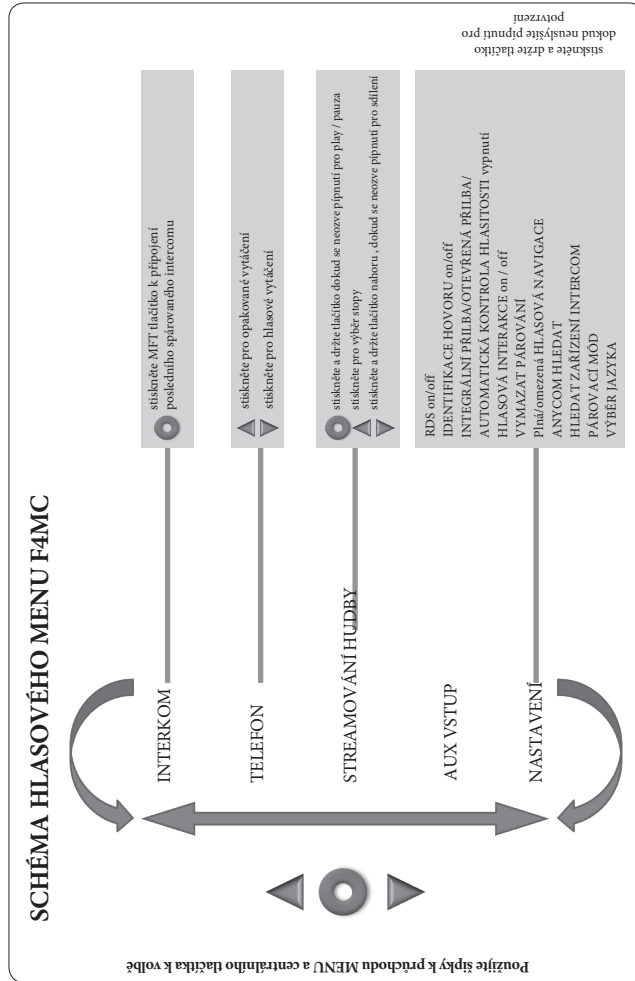 SCHÉMA HLASOVÉHO MENU F4MC
Použijte šipky k průchodu MENU a centrálního tlačítka k volbě
INTERKOM
stiskněte MFT tlačítko k připojení
posledního spárovaného intercomu
TELEFON
stiskněte pro opakované vytáčení
stiskněte pro hlasové vytáčení
STREAMOVÁNÍ HUDBY
stiskněte a držte tlačítko dokud se neozve pípnutí pro play / pauza
stiskněte pro výběr stopy
stiskněte a držte tlačítko nahoru , dokud se neozve pípnutí pro sdílení
AUX VSTUP
NASTAVENÍ
RDS on/off
IDENTIFIKACE HOVORU on/off
INTEGRÁLNÍ PŘILBA/OTEVŘENÁ PŘILBA/
AUTOMATICKÁ KONTROLA HLASITOSTI vypnutí
HLASOVÁ INTERAKCE on / off
VYMAZAT PÁROVÁNÍ
Plná/omezená HLASOVÁ NAVIGACE
ANYCOM HLEDAT
HLEDAT ZAŘÍZENÍ INTERCOM
PÁROVACÍ MÓD
VÝBĚR JAZYKA
stiskněte a držte tlačítko
dokud neuslyšíte pípnutí pro
potvrzení